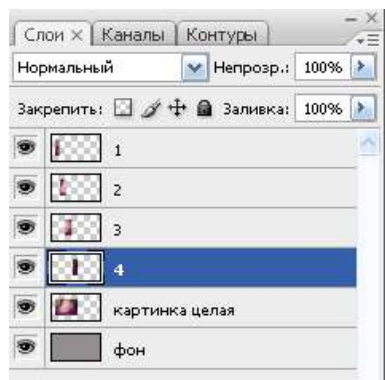 Слои × Каналы Контуры
Нормальный Непрозр.: 100%
Закрепить: Заливка: 100%
1
2
3
4
картинка целая
фон